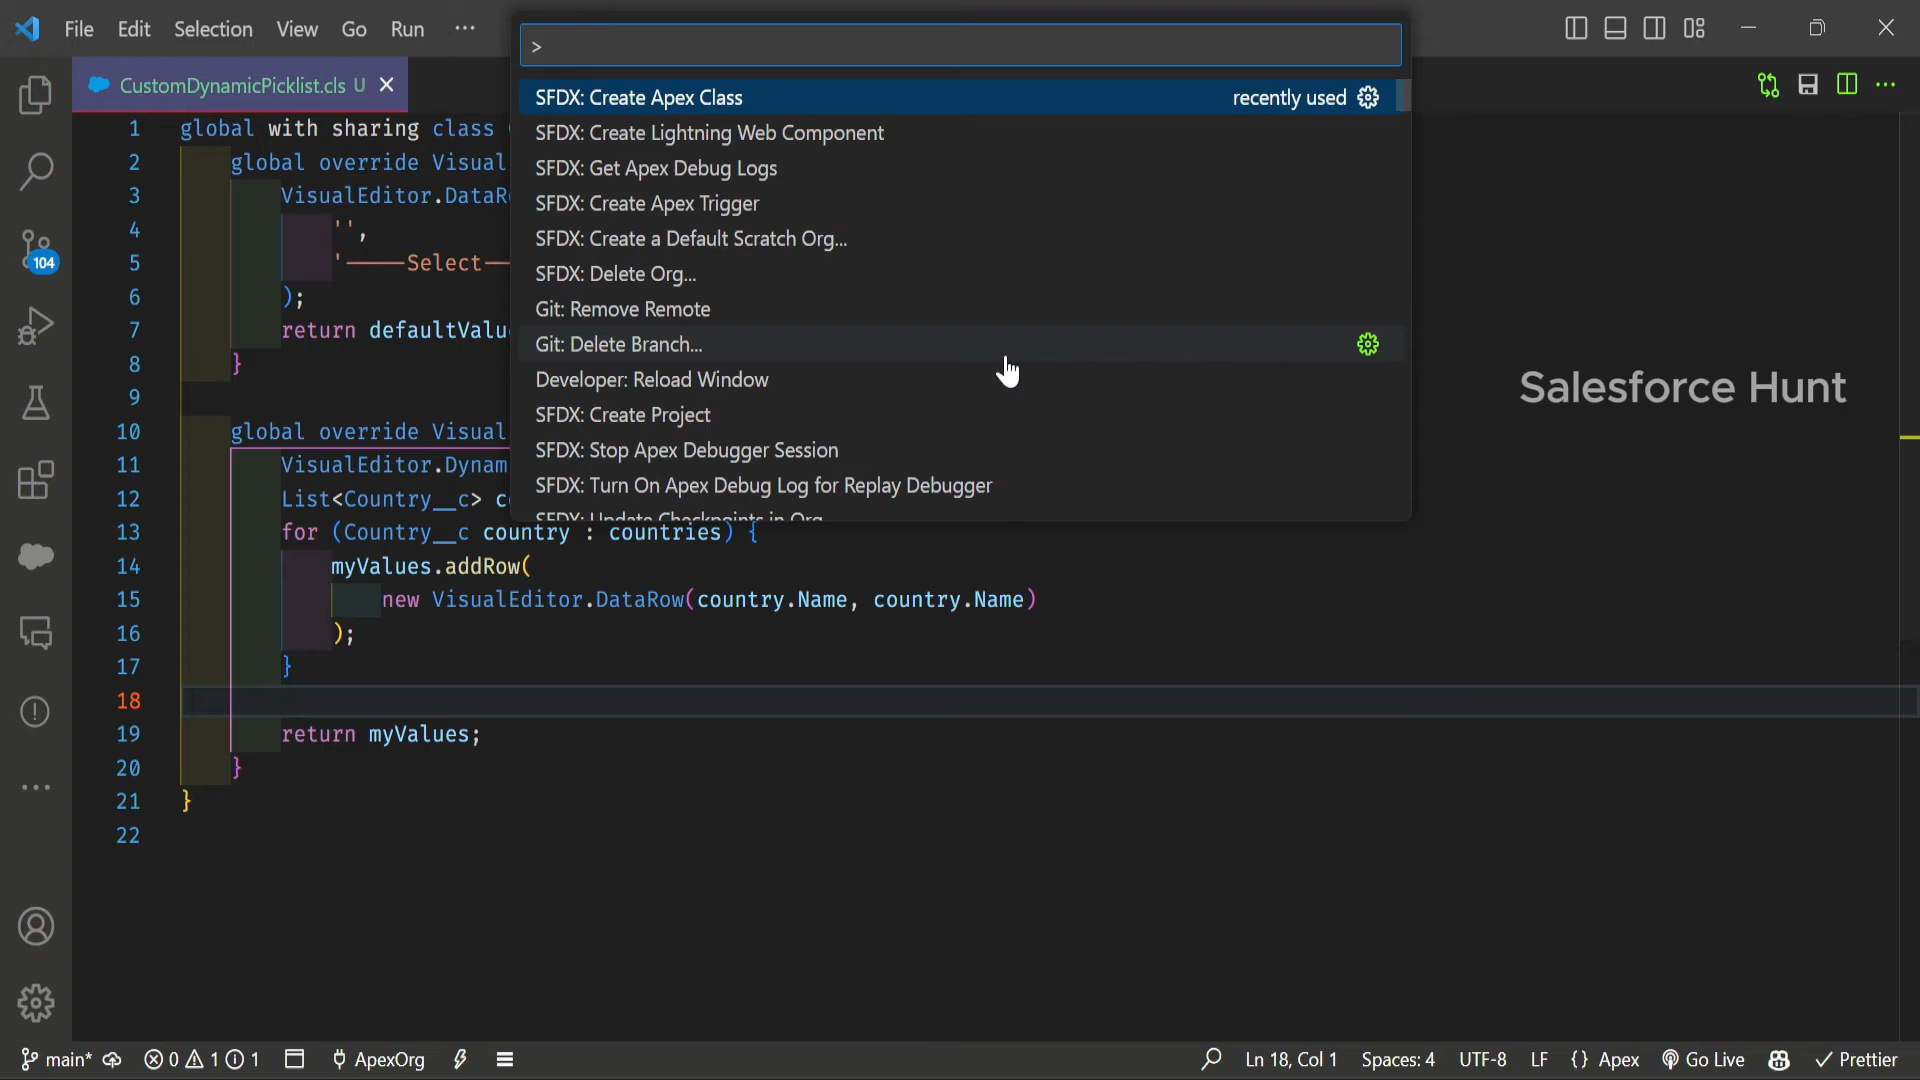 File Edit Selection View Go Run ···
>
CustomDynamicPicklist.cls U
SFDX: Create Apex Class recently used
SFDX: Create Lightning Web Component
SFDX: Get Apex Debug Logs
SFDX: Create Apex Trigger
SFDX: Create a Default Scratch Org...
SFDX: Delete Org...
Git: Remove Remote
Git: Delete Branch...
Developer: Reload Window
SFDX: Create Project
SFDX: Stop Apex Debugger Session
SFDX: Turn On Apex Debug Log for Replay Debugger
SFDX: Update Checkpoints in Org
Salesforce Hunt
104
1 global with sharing class
2 global override Visual
3 VisualEditor.DataR
4 '',
5 '———Select—
6 );
7 return defaultValu
8 }
9
10 global override Visual
11 VisualEditor.Dynam
12 List<Country__c> c
13 for (Country__c country : countries) {
14 myValues.addRow(
15 new VisualEditor.DataRow(country.Name, country.Name)
16 );
17 }
18
19 return myValues;
20 }
21 }
22
main* 0 1 1 ApexOrg Ln 18, Col 1 Spaces: 4 UTF-8 LF {} Apex Go Live Prettier